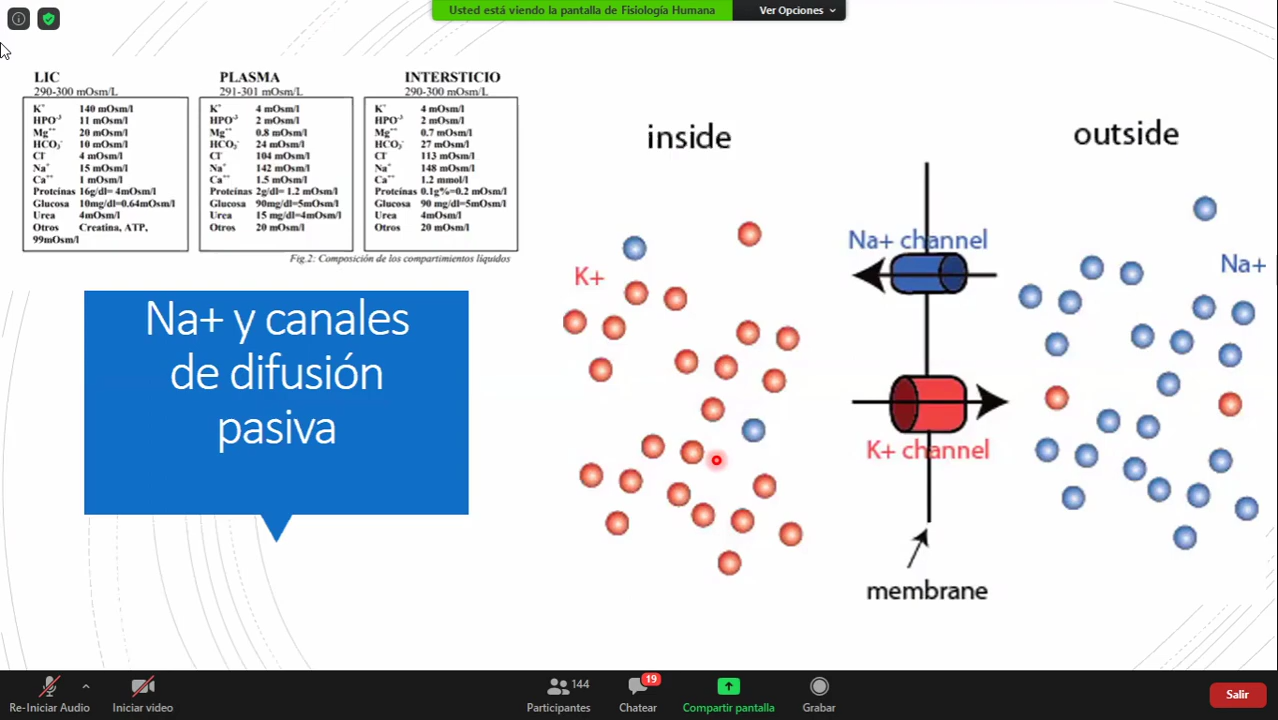 Usted está viendo la pantalla de Fisiología Humana
Ver Opciones
LIC
290-300 mOsm/L
K+ 140 mOsm/l
HPO-3 11 mOsm/l
Mg++ 20 mOsm/l
HCO3- 10 mOsm/l
Cl- 4 mOsm/l
Na+ 15 mOsm/l
Ca++ 1 mOsm/l
Proteínas 16g/dl= 4mOsm/l
Glucosa 10mg/dl=0.64mOsm/l
Urea 4mOsm/l
Otros Creatina, ATP,
99mOsm/l
PLASMA
291-301 mOsm/L
K+ 4 mOsm/l
HPO-3 2 mOsm/l
Mg++ 0.8 mOsm/l
HCO3- 24 mOsm/l
Cl- 104 mOsm/l
Na+ 142 mOsm/l
Ca++ 1.5 mOsm/l
Proteínas 2g/dl= 1.2 mOsm/l
Glucosa 90mg/dl=5mOsm/l
Urea 15 mg/dl=4mOsm/l
Otros 20 mOsm/l
INTERSTICIO
290-300 mOsm/L
K+ 4 mOsm/l
HPO-3 2 mOsm/l
Mg++ 0.7 mOsm/l
HCO3- 27 mOsm/l
Cl- 113 mOsm/l
Na+ 148 mOsm/l
Ca++ 1.2 mmol/l
Proteínas 0.1g%=0.2 mOsm/l
Glucosa 90 mg/dl=5mOsm/l
Urea 4mOsm/l
Otros 20 mOsm/l
Fig.2: Composición de los compartimientos líquidos
Na+ y canales
de difusión
pasiva
inside
outside
Na+ channel
K+
Na+
K+ channel
membrane
Re-Iniciar Audio
Iniciar video
144
Participantes
19
Chatear
Compartir pantalla
Grabar
Salir